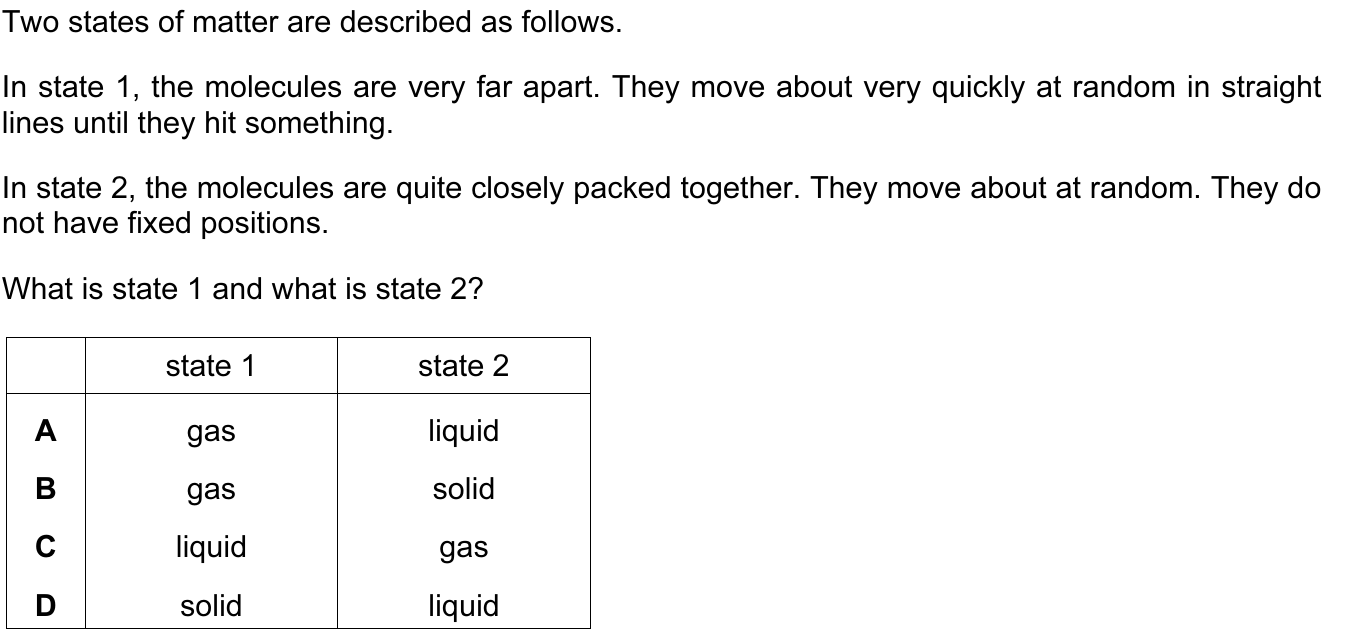 Two states of matter are described as follows.
In state 1, the molecules are very far apart. They move about very quickly at random in straight
lines until they hit something.
In state 2, the molecules are quite closely packed together. They move about at random. They do
not have fixed positions.
What is state 1 and what is state 2?
state 1 state 2
A gas liquid
B gas solid
C liquid gas
D solid liquid